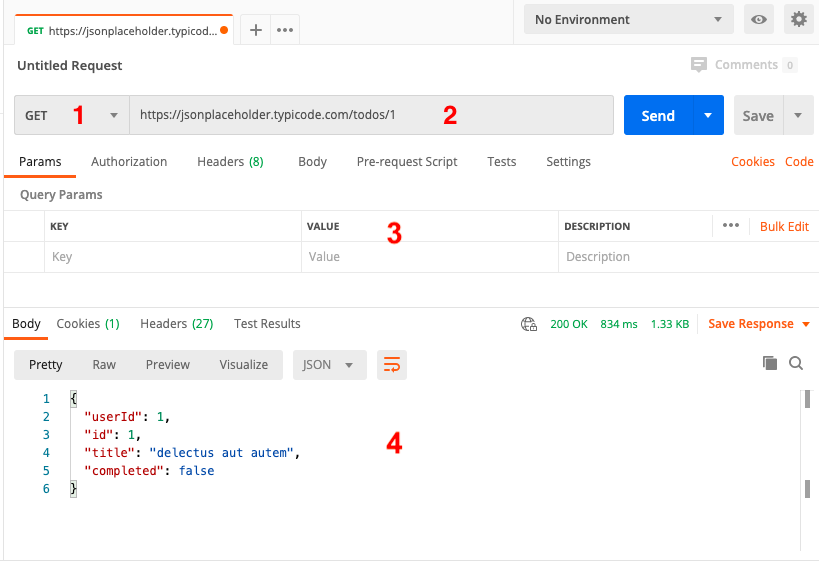 GET https://jsonplaceholder.typicod... + ••• No Environment
Untitled Request Comments 0
GET 1 https://jsonplaceholder.typicode.com/todos/1 2 Send Save
Params Authorization Headers (8) Body Pre-request Script Tests Settings Cookies Code
Query Params
KEY VALUE DESCRIPTION ••• Bulk Edit
3
Key Value Description
Body Cookies (1) Headers (27) Test Results 200 OK 834 ms 1.33 KB Save Response
Pretty Raw Preview Visualize JSON
1 {
2 "userId": 1,
3 "id": 1,
4 "title": "delectus aut autem",
4
5 "completed": false
6 }